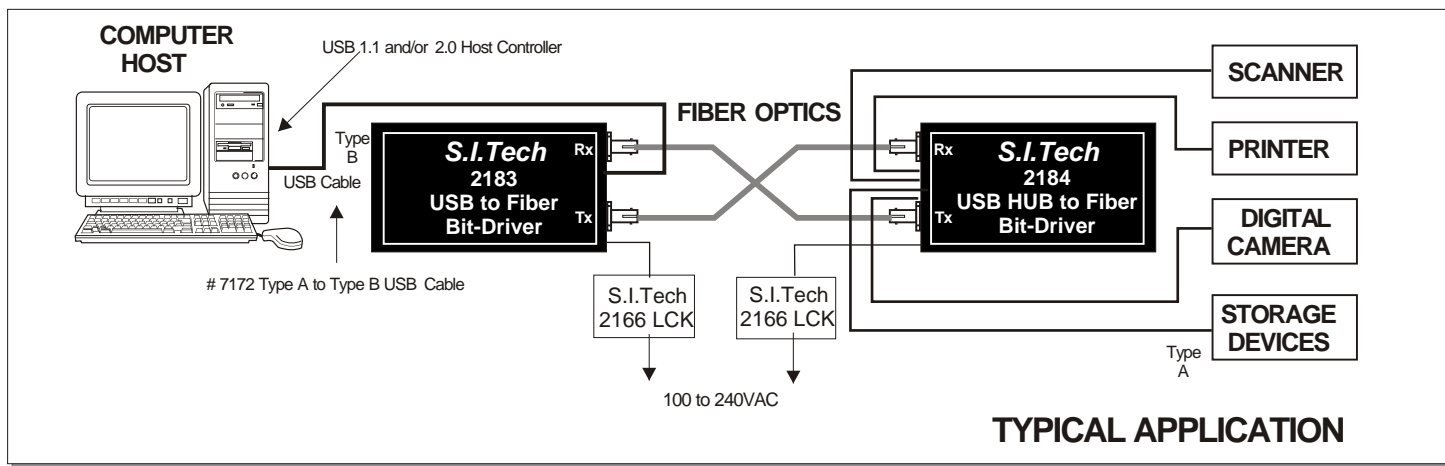 COMPUTER
HOST
USB 1.1 and/or 2.0 Host Controller
Type
B
USB Cable
# 7172 Type A to Type B USB Cable
S.I.Tech
2183
USB to Fiber
Bit-Driver
Rx
Tx
FIBER OPTICS
Rx
Tx
S.I.Tech
2184
USB HUB to Fiber
Bit-Driver
S.I.Tech
2166 LCK
S.I.Tech
2166 LCK
100 to 240VAC
SCANNER
PRINTER
DIGITAL
CAMERA
STORAGE
DEVICES
Type
A
TYPICAL APPLICATION